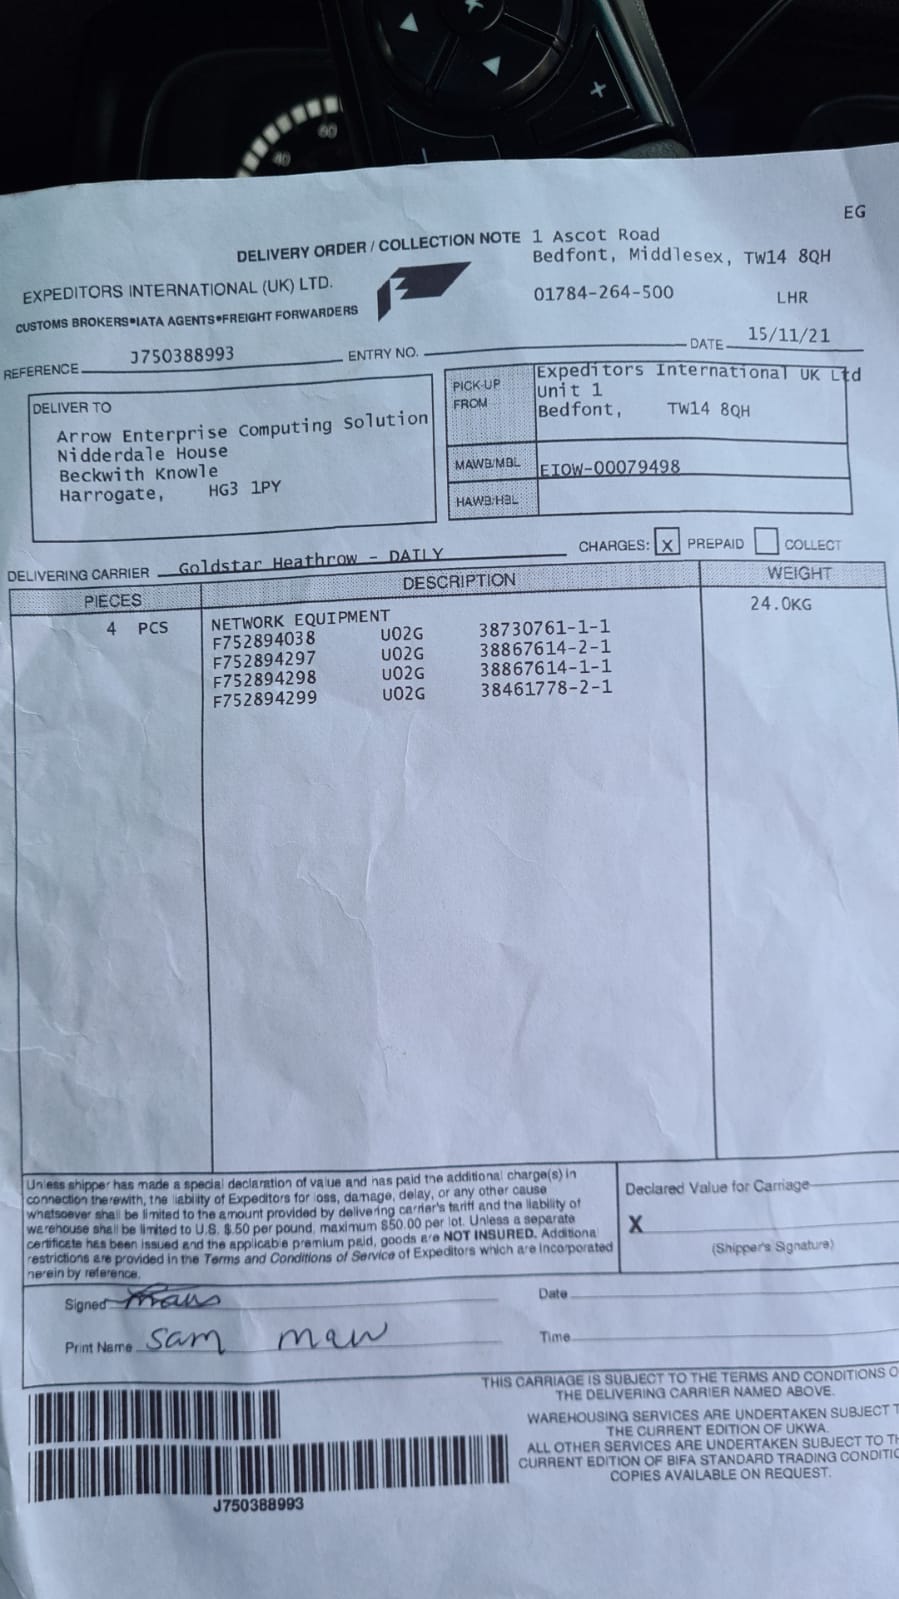 60
40
+
EG
DELIVERY ORDER / COLLECTION NOTE 1 Ascot Road
Bedfont, Middlesex, TW14 8QH
EXPEDITORS INTERNATIONAL (UK) LTD.
01784-264-500 LHR
CUSTOMS BROKERS•IATA AGENTS•FREIGHT FORWARDERS
REFERENCE J750388993 ENTRY NO. DATE 15/11/21
DELIVER TO
Arrow Enterprise Computing Solution
Nidderdale House
Beckwith Knowle
Harrogate, HG3 1PY
PICK-UP FROM
Expeditors International UK Ltd
Unit 1
Bedfont, TW14 8QH
MAWB/MBL EIOW-00079498
HAWB/HBL
CHARGES: X PREPAID COLLECT
DELIVERING CARRIER Goldstar Heathrow - DAILY
PIECES DESCRIPTION WEIGHT
4 PCS NETWORK EQUIPMENT 24.0KG
F752894038 U02G 38730761-1-1
F752894297 U02G 38867614-2-1
F752894298 U02G 38867614-1-1
F752894299 U02G 38461778-2-1
Unless shipper has made a special declaration of value and has paid the additional charge(s) in
connection therewith, the liability of Expeditors for loss, damage, delay, or any other cause
whatsoever shall be limited to the amount provided by delivering carrier's tariff and the liability of
warehouse shall be limited to U.S. $.50 per pound, maximum $50.00 per lot. Unless a separate
certificate has been issued and the applicable premium paid, goods are NOT INSURED. Additional
restrictions are provided in the Terms and Conditions of Service of Expeditors which are incorporated
herein by reference.
Declared Value for Carriage
X
(Shipper's Signature)
Signed Date
Print Name Sam maw Time
THIS CARRIAGE IS SUBJECT TO THE TERMS AND CONDITIONS O
THE DELIVERING CARRIER NAMED ABOVE.
WAREHOUSING SERVICES ARE UNDERTAKEN SUBJECT T
THE CURRENT EDITION OF UKWA.
ALL OTHER SERVICES ARE UNDERTAKEN SUBJECT TO TH
CURRENT EDITION OF BIFA STANDARD TRADING CONDITIO
COPIES AVAILABLE ON REQUEST.
J750388993